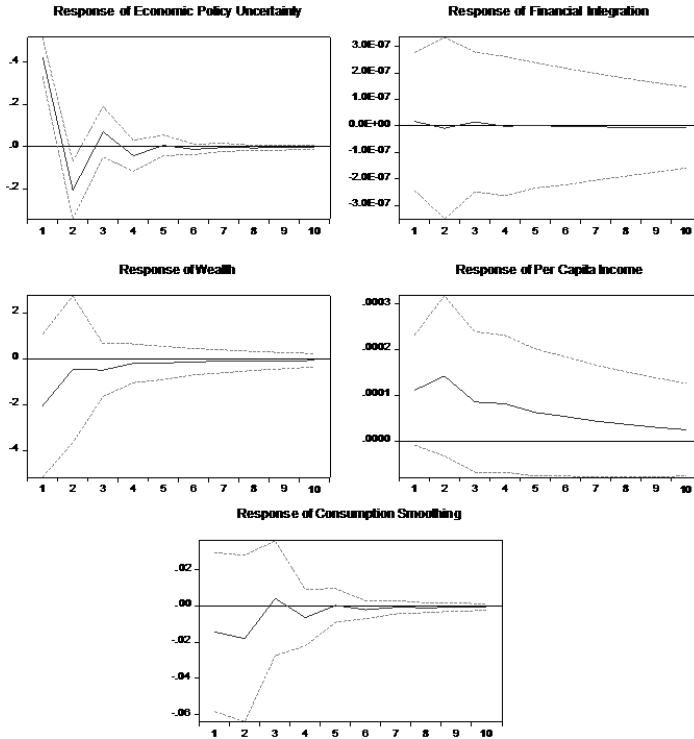 Response of Economic Policy Uncertainly
.4
.2
.0
-.2
1 2 3 4 5 6 7 8 9 10
Response of Financial Integration
3.0E-07
2.0E-07
1.0E-07
0.0E+00
-1.0E-07
-2.0E-07
-3.0E-07
1 2 3 4 5 6 7 8 9 10
Response of Wealth
2
0
-2
-4
1 2 3 4 5 6 7 8 9 10
Response of Per Capita Income
.0003
.0002
.0001
.0000
1 2 3 4 5 6 7 8 9 10
Response of Consumption Smoothing
.02
.00
-.02
-.04
-.06
1 2 3 4 5 6 7 8 9 10